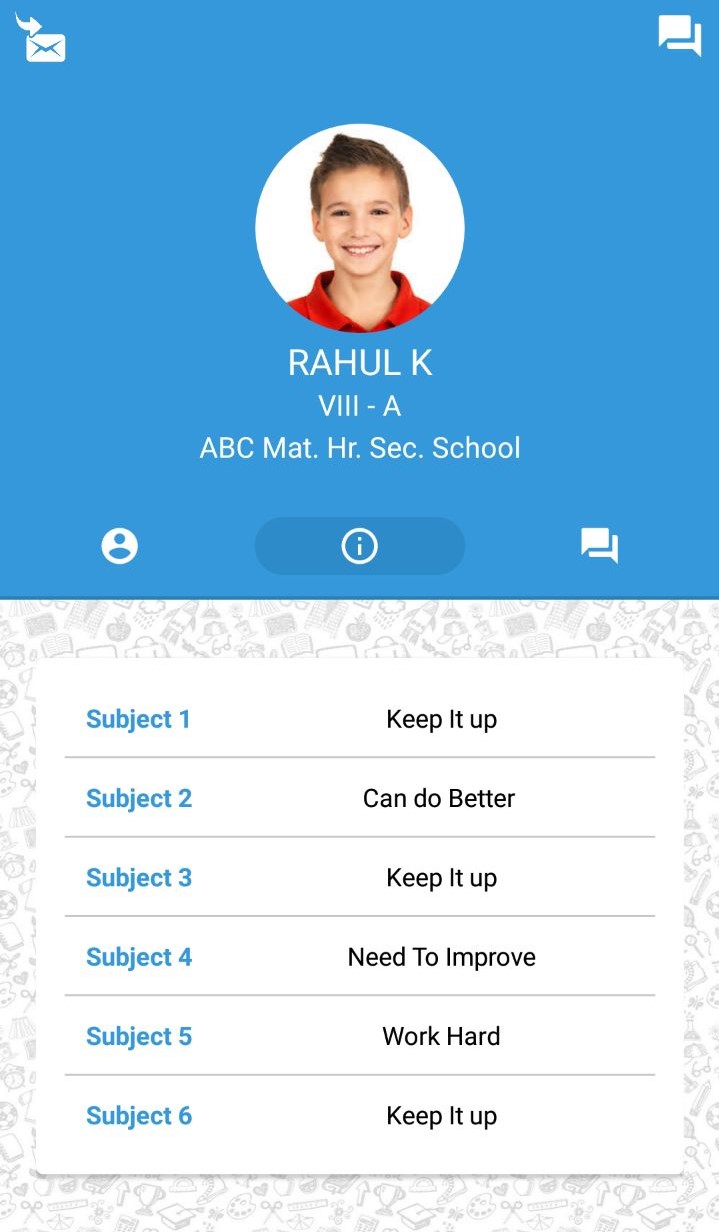 RAHUL K
VIII - A
ABC Mat. Hr. Sec. School
Subject 1 Keep It up
Subject 2 Can do Better
Subject 3 Keep It up
Subject 4 Need To Improve
Subject 5 Work Hard
Subject 6 Keep It up